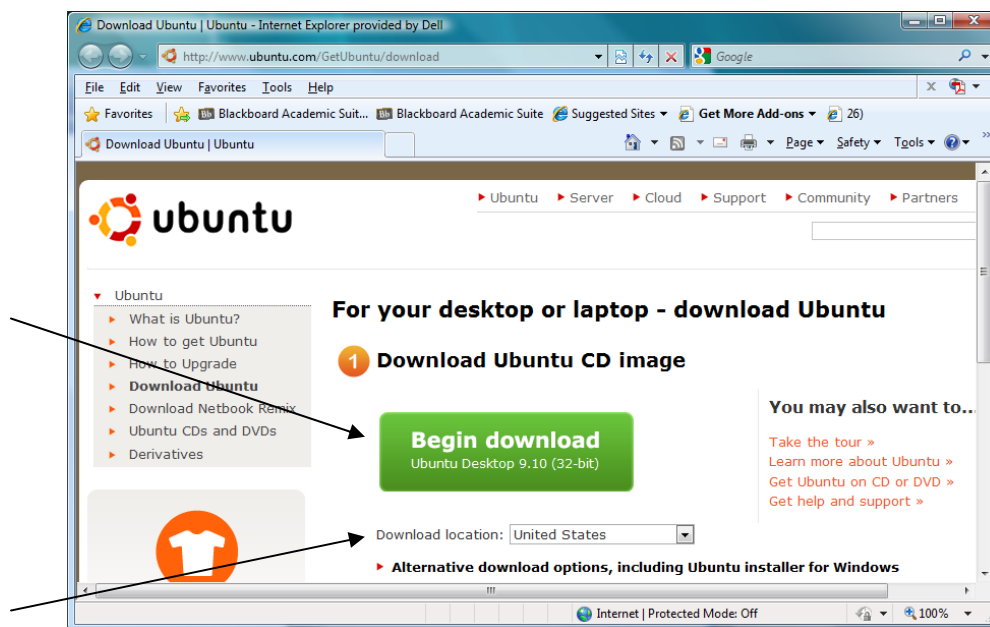 Download Ubuntu | Ubuntu - Internet Explorer provided by Dell
http://www.ubuntu.com/GetUbuntu/download
Google
File Edit View Favorites Tools Help
x
Favorites Bb Blackboard Academic Suit... Bb Blackboard Academic Suite Suggested Sites Get More Add-ons 26)
Download Ubuntu | Ubuntu
Page Safety Tools »
ubuntu
Ubuntu Server Cloud Support Community Partners
Ubuntu
What is Ubuntu?
How to get Ubuntu
How to Upgrade
Download Ubuntu
Download Netbook Remix
Ubuntu CDs and DVDs
Derivatives
For your desktop or laptop - download Ubuntu
1 Download Ubuntu CD image
Begin download
Ubuntu Desktop 9.10 (32-bit)
You may also want to...
Take the tour »
Learn more about Ubuntu »
Get Ubuntu on CD or DVD »
Get help and support »
Download location: United States
Alternative download options, including Ubuntu installer for Windows
Internet | Protected Mode: Off
100%